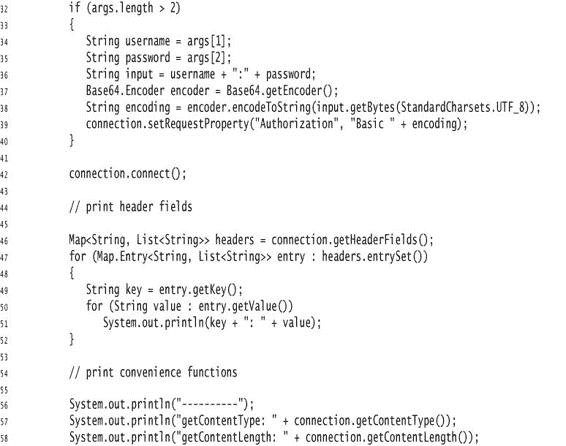 32 if (args.length > 2)
33 {
34 String username = args[1];
35 String password = args[2];
36 String input = username + ":" + password;
37 Base64.Encoder encoder = Base64.getEncoder();
38 String encoding = encoder.encodeToString(input.getBytes(StandardCharsets.UTF_8));
39 connection.setRequestProperty("Authorization", "Basic " + encoding);
40 }
41
42 connection.connect();
43
44 // print header fields
45
46 Map<String, List<String>> headers = connection.getHeaderFields();
47 for (Map.Entry<String, List<String>> entry : headers.entrySet())
48 {
49 String key = entry.getKey();
50 for (String value : entry.getValue())
51 System.out.println(key + ": " + value);
52 }
53
54 // print convenience functions
55
56 System.out.println("----------");
57 System.out.println("getContentType: " + connection.getContentType());
58 System.out.println("getContentLength: " + connection.getContentLength());